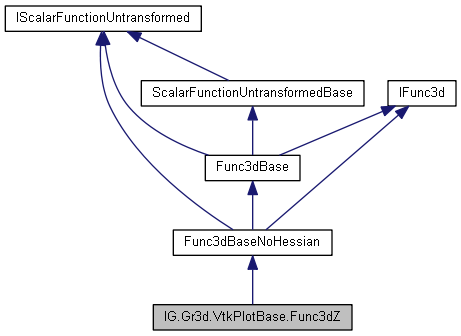 IScalarFunctionUntransformed
ScalarFunctionUntransformedBase
IFunc3d
Func3dBase
Func3dBaseNoHessian
IG.Gr3d.VtkPlotBase.Func3dZ